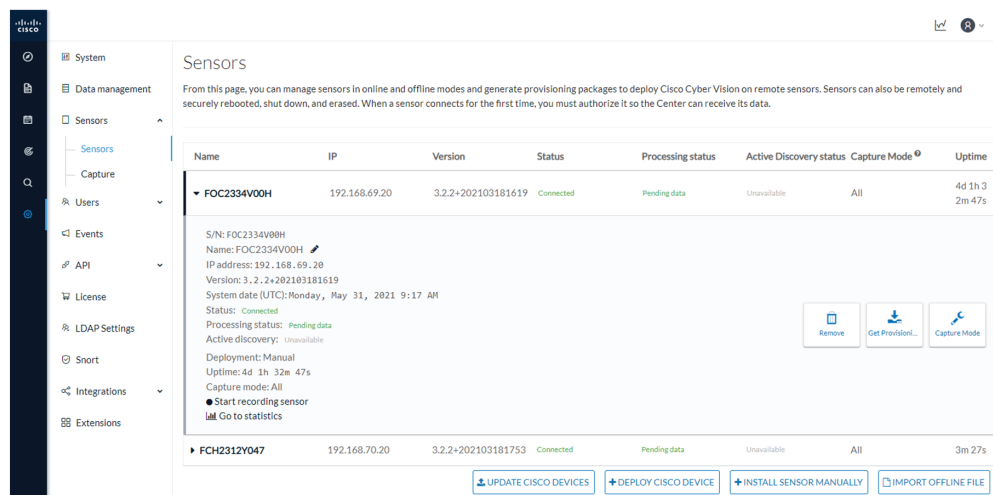 CISCO
System
Data management
Sensors
Sensors
Capture
Users
Events
API
License
LDAP Settings
Snort
Integrations
Extensions
Sensors
From this page, you can manage sensors in online and offline modes and generate provisioning packages to deploy Cisco Cyber Vision on remote sensors. Sensors can also be remotely and
securely rebooted, shut down, and erased. When a sensor connects for the first time, you must authorize it so the Center can receive its data.
Name IP Version Status Processing status Active Discovery status Capture Mode ? Uptime
FOC2334V00H 192.168.69.20 3.2.2+202103181619 Connected Pending data Unavailable All 4d 1h 3
2m 47s
S/N: FOC2334V00H
Name: FOC2334V00H
IP address: 192.168.69.20
Version: 3.2.2+202103181619
System date (UTC): Monday, May 31, 2021 9:17 AM
Status: Connected
Processing status: Pending data
Active discovery: Unavailable
Deployment: Manual
Uptime: 4d 1h 32m 47s
Capture mode: All
Start recording sensor
Go to statistics
Remove Get Provisioni... Capture Mode
FCH2312Y047 192.168.70.20 3.2.2+202103181753 Connected Pending data Unavailable All 3m 27s
UPDATE CISCO DEVICES +DEPLOY CISCO DEVICE +INSTALL SENSOR MANUALLY IMPORT OFFLINE FILE